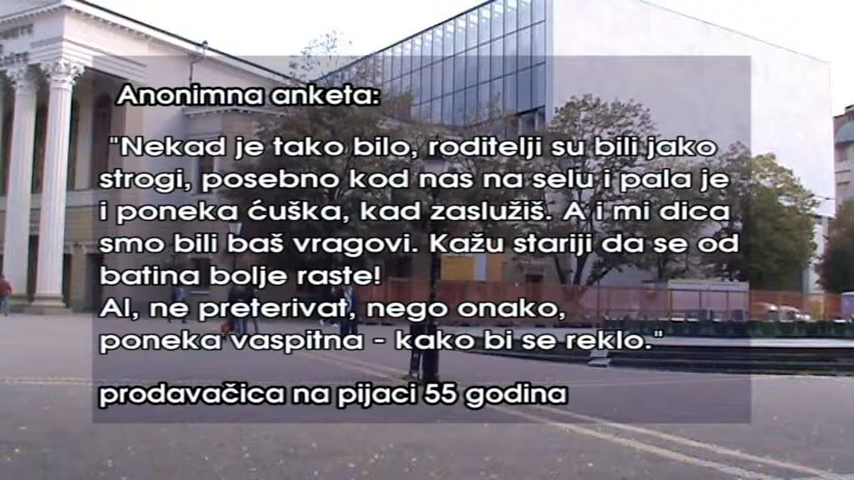 Anonimna anketa:
"Nekad je tako bilo, roditelji su bili jako
strogi, posebno kod nas na selu i pala je
i poneka ćuška, kad zaslužiš. A i mi dica
smo bili baš vragovi. Kažu stariji da se od
batina bolje raste!
Al, ne preterivat, nego onako,
poneka vaspitna - kako bi se reklo."
prodavačica na pijaci 55 godina